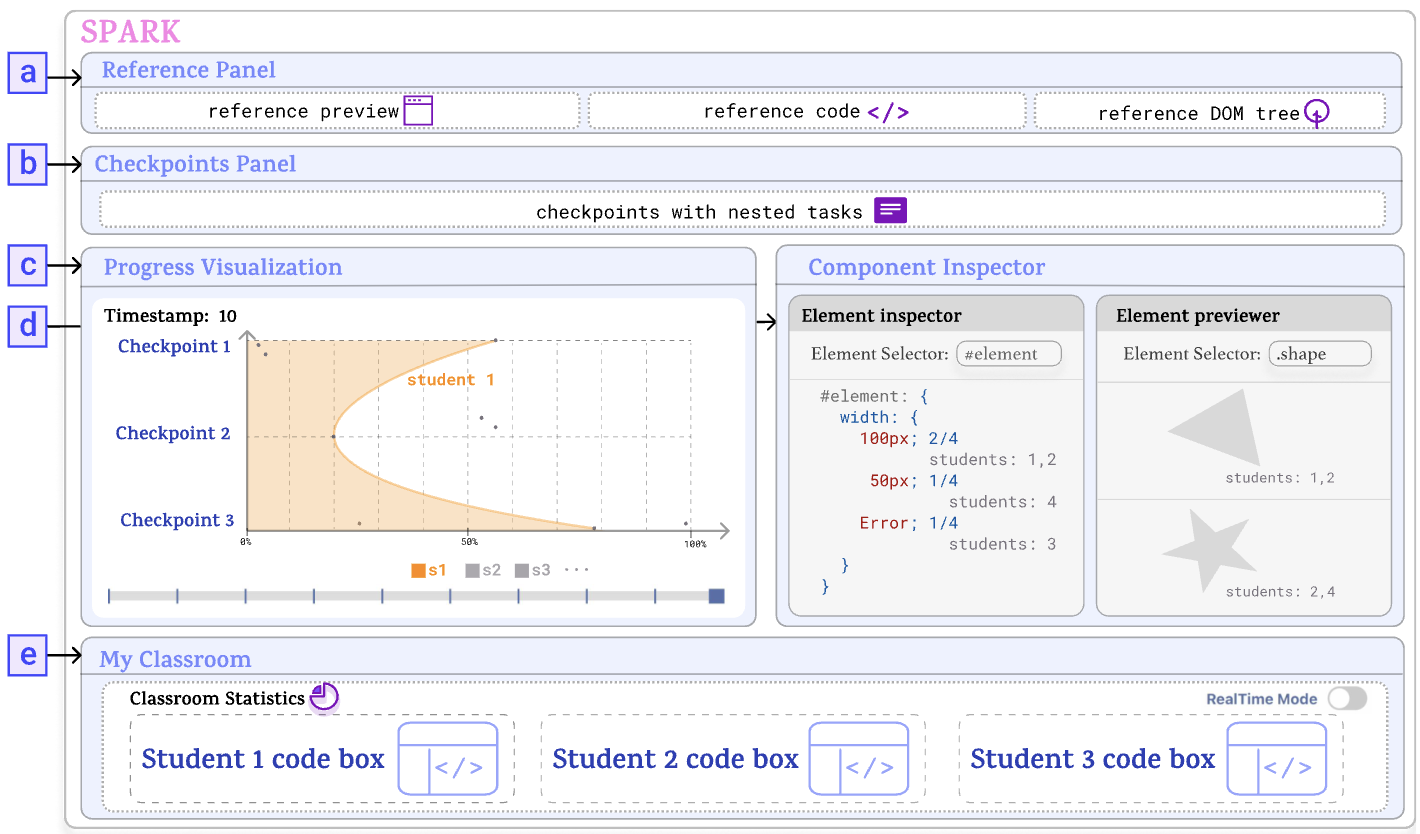 SPARK
a
Reference Panel
reference preview
reference code </>
reference DOM tree
b
Checkpoints Panel
checkpoints with nested tasks
c
Progress Visualization
d
Timestamp: 10
Checkpoint 1
student 1
Checkpoint 2
Checkpoint 3
0% 50% 100%
s1 s2 s3 ···
Component Inspector
Element inspector
Element Selector: #element
#element: {
width: {
100px; 2/4
students: 1,2
50px; 1/4
students: 4
Error; 1/4
students: 3
}
}
Element previewer
Element Selector: .shape
students: 1,2
students: 2,4
e
My Classroom
Classroom Statistics
RealTime Mode
Student 1 code box </>
Student 2 code box </>
Student 3 code box </>